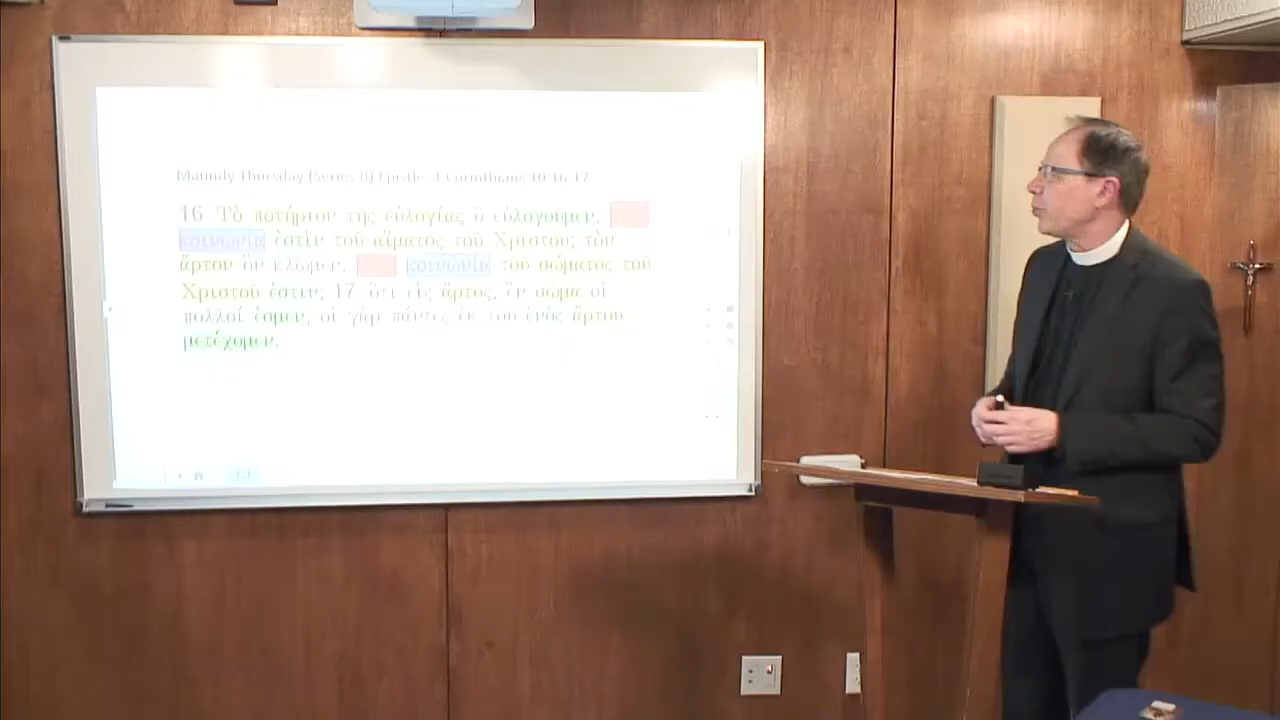 Maundy Thursday (Series B) Epistle: 1 Corinthians 10:16-17
16 Τὸ ποτήριον τῆς εὐλογίας ὃ εὐλογοῦμεν,
κοινωνία ἐστὶν τοῦ αἵματος τοῦ Χριστοῦ; τὸν
ἄρτον ὃν κλῶμεν, κοινωνία τοῦ σώματος τοῦ
Χριστοῦ ἐστιν; 17 ὅτι εἷς ἄρτος, ἓν σῶμα οἱ
πολλοί ἐσμεν, οἱ γὰρ πάντες ἐκ τοῦ ἑνὸς ἄρτου
μετέχομεν.